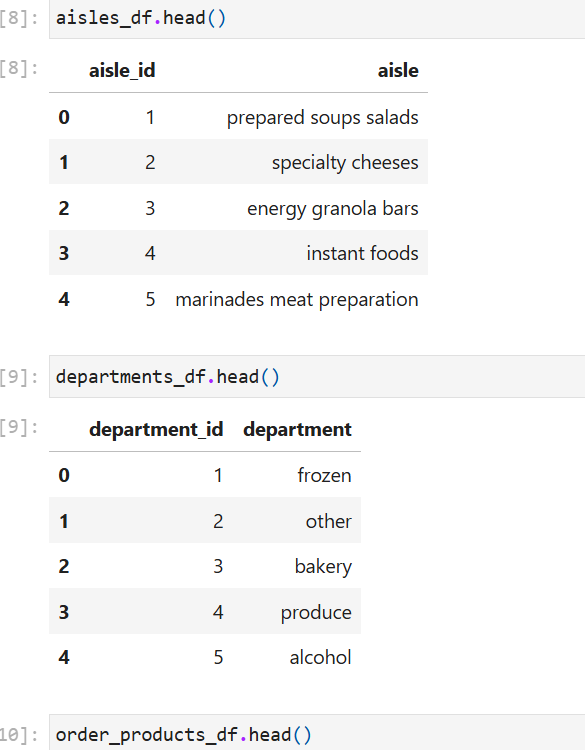 [8]: aisles_df.head()
[8]: aisle_id aisle
0 1 prepared soups salads
1 2 specialty cheeses
2 3 energy granola bars
3 4 instant foods
4 5 marinades meat preparation
[9]: departments_df.head()
[9]: department_id department
0 1 frozen
1 2 other
2 3 bakery
3 4 produce
4 5 alcohol
10]: order_products_df.head()